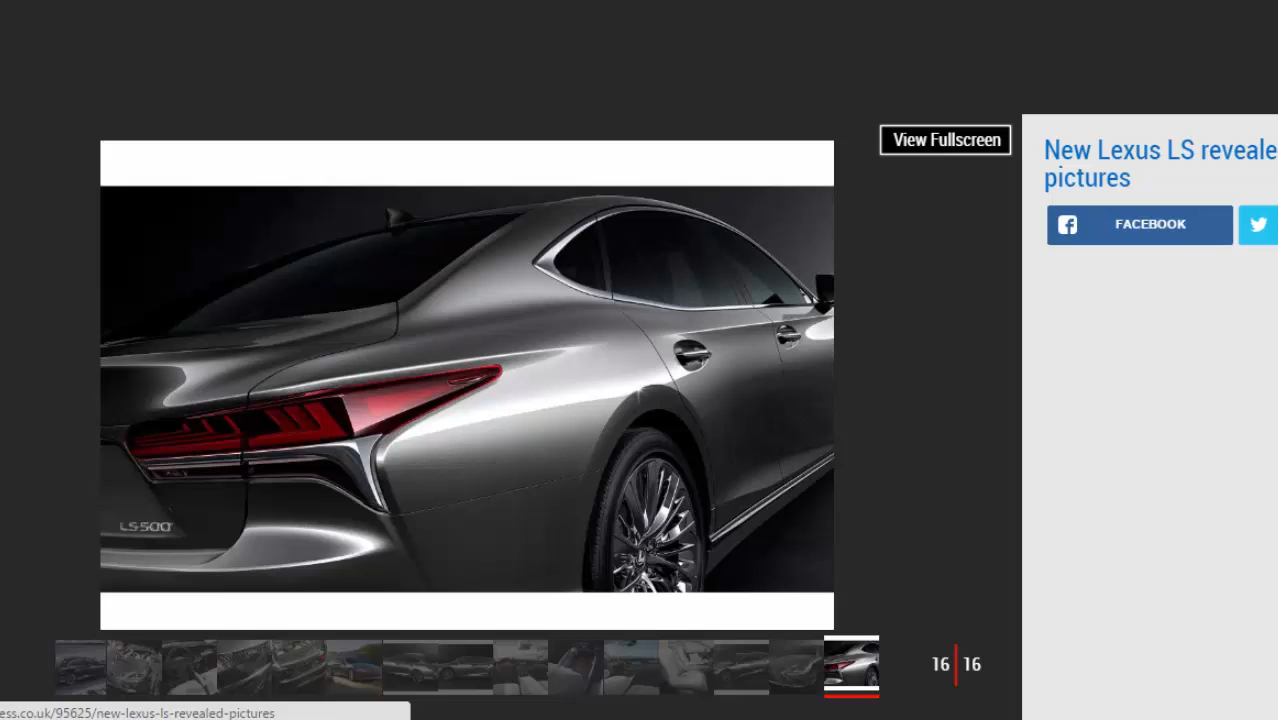 View Fullscreen
New Lexus LS reveale
pictures
FACEBOOK
LS500
16 16
ess.co.uk/95625/new-lexus-ls-revealed-pictures